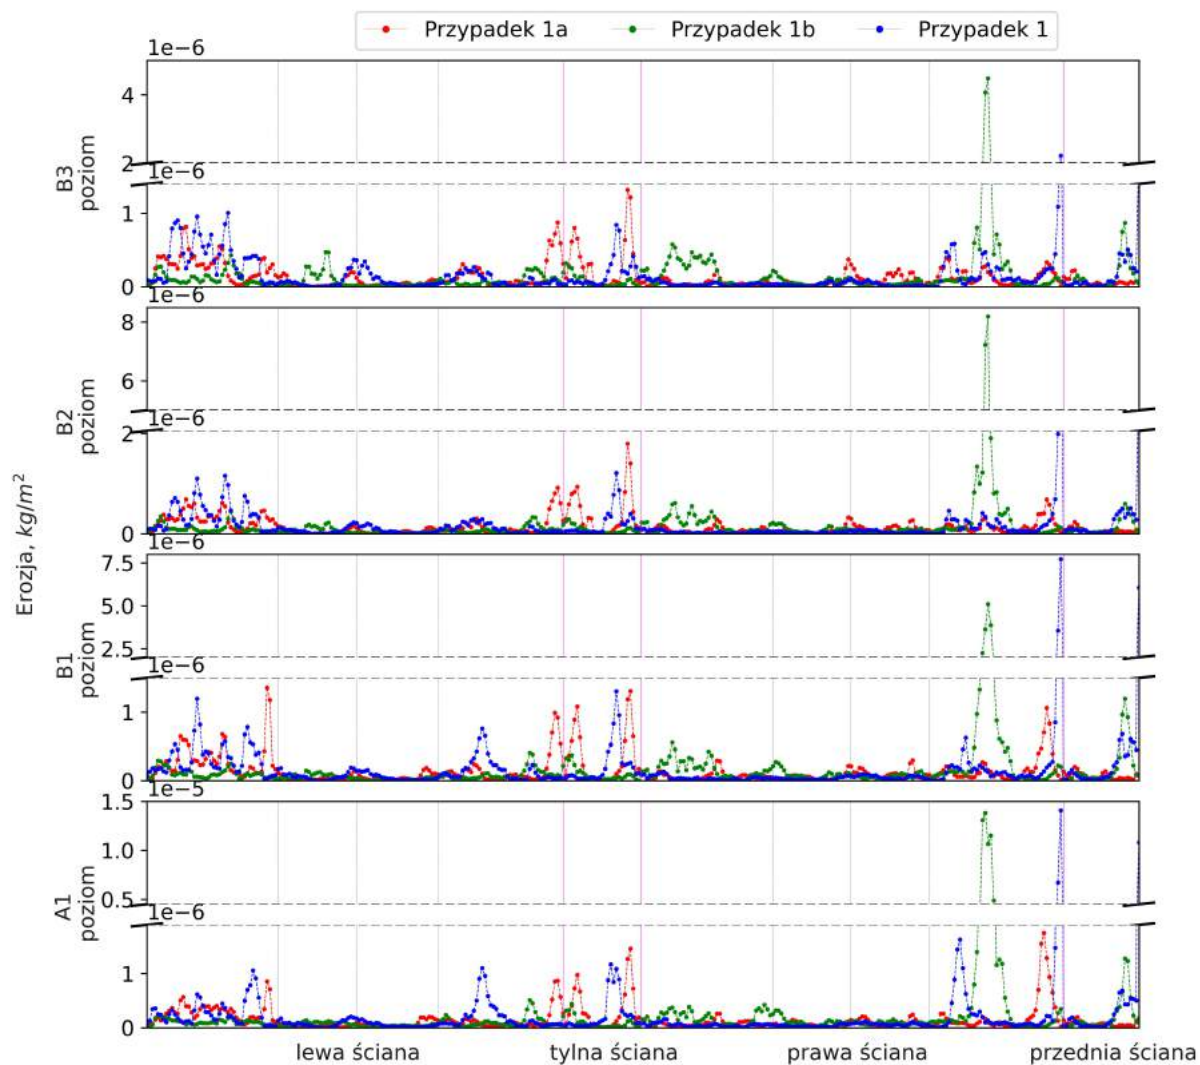 Przypadek 1a Przypadek 1b Przypadek 1
1e−6
4
2
1e−6
1
0
B3
poziom
1e−6
8
6
1e−6
2
0
B2
poziom
1e−6
7.5
5.0
2.5
1e−6
1
0
B1
poziom
1e−5
1.5
1.0
0.5
1e−6
1
0
A1
poziom
Erozja, kg/m²
lewa ściana tylna ściana prawa ściana przednia ściana